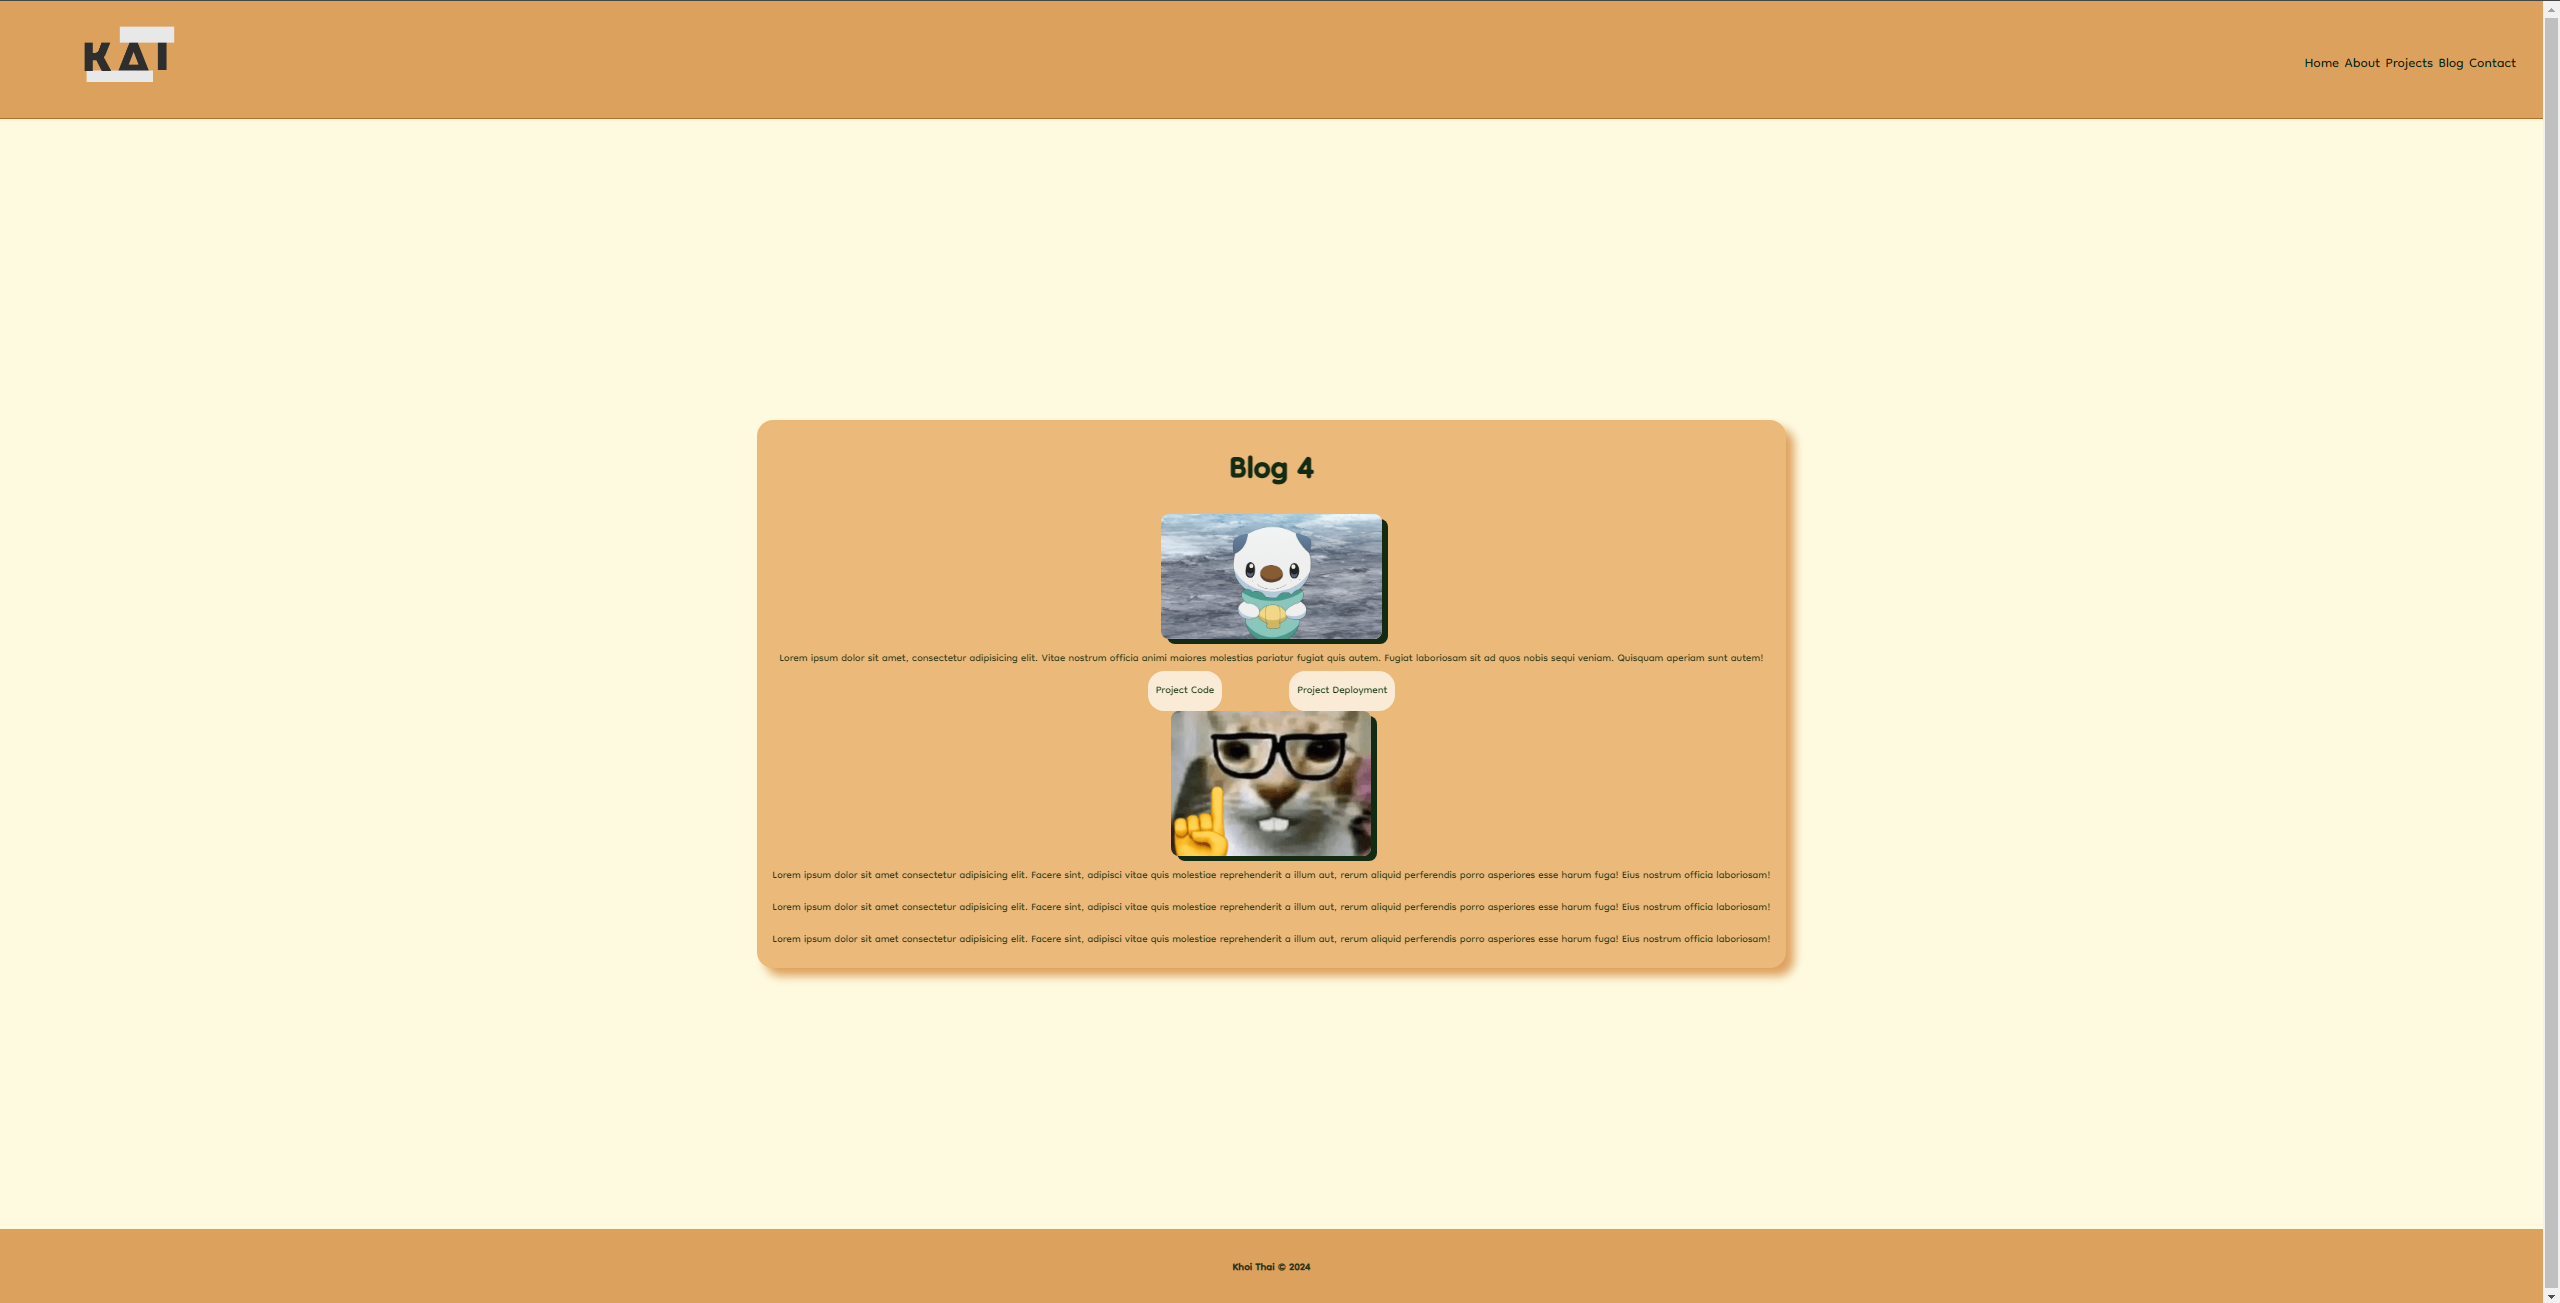 KAI
Home About Projects Blog Contact
Blog 4
Lorem ipsum dolor sit amet, consectetur adipisicing elit. Vitae nostrum officia animi maiores molestias pariatur fugiat quis autem. Fugiat laboriosam sit ad quos nobis sequi veniam. Quisquam aperiam sunt autem!
Project Code Project Deployment
Lorem ipsum dolor sit amet consectetur adipisicing elit. Facere sint, adipisci vitae quis molestiae reprehenderit a illum aut, rerum aliquid perferendis porro asperiores esse harum fuga! Eius nostrum officia laboriosam!
Lorem ipsum dolor sit amet consectetur adipisicing elit. Facere sint, adipisci vitae quis molestiae reprehenderit a illum aut, rerum aliquid perferendis porro asperiores esse harum fuga! Eius nostrum officia laboriosam!
Lorem ipsum dolor sit amet consectetur adipisicing elit. Facere sint, adipisci vitae quis molestiae reprehenderit a illum aut, rerum aliquid perferendis porro asperiores esse harum fuga! Eius nostrum officia laboriosam!
Khoi Thai © 2024